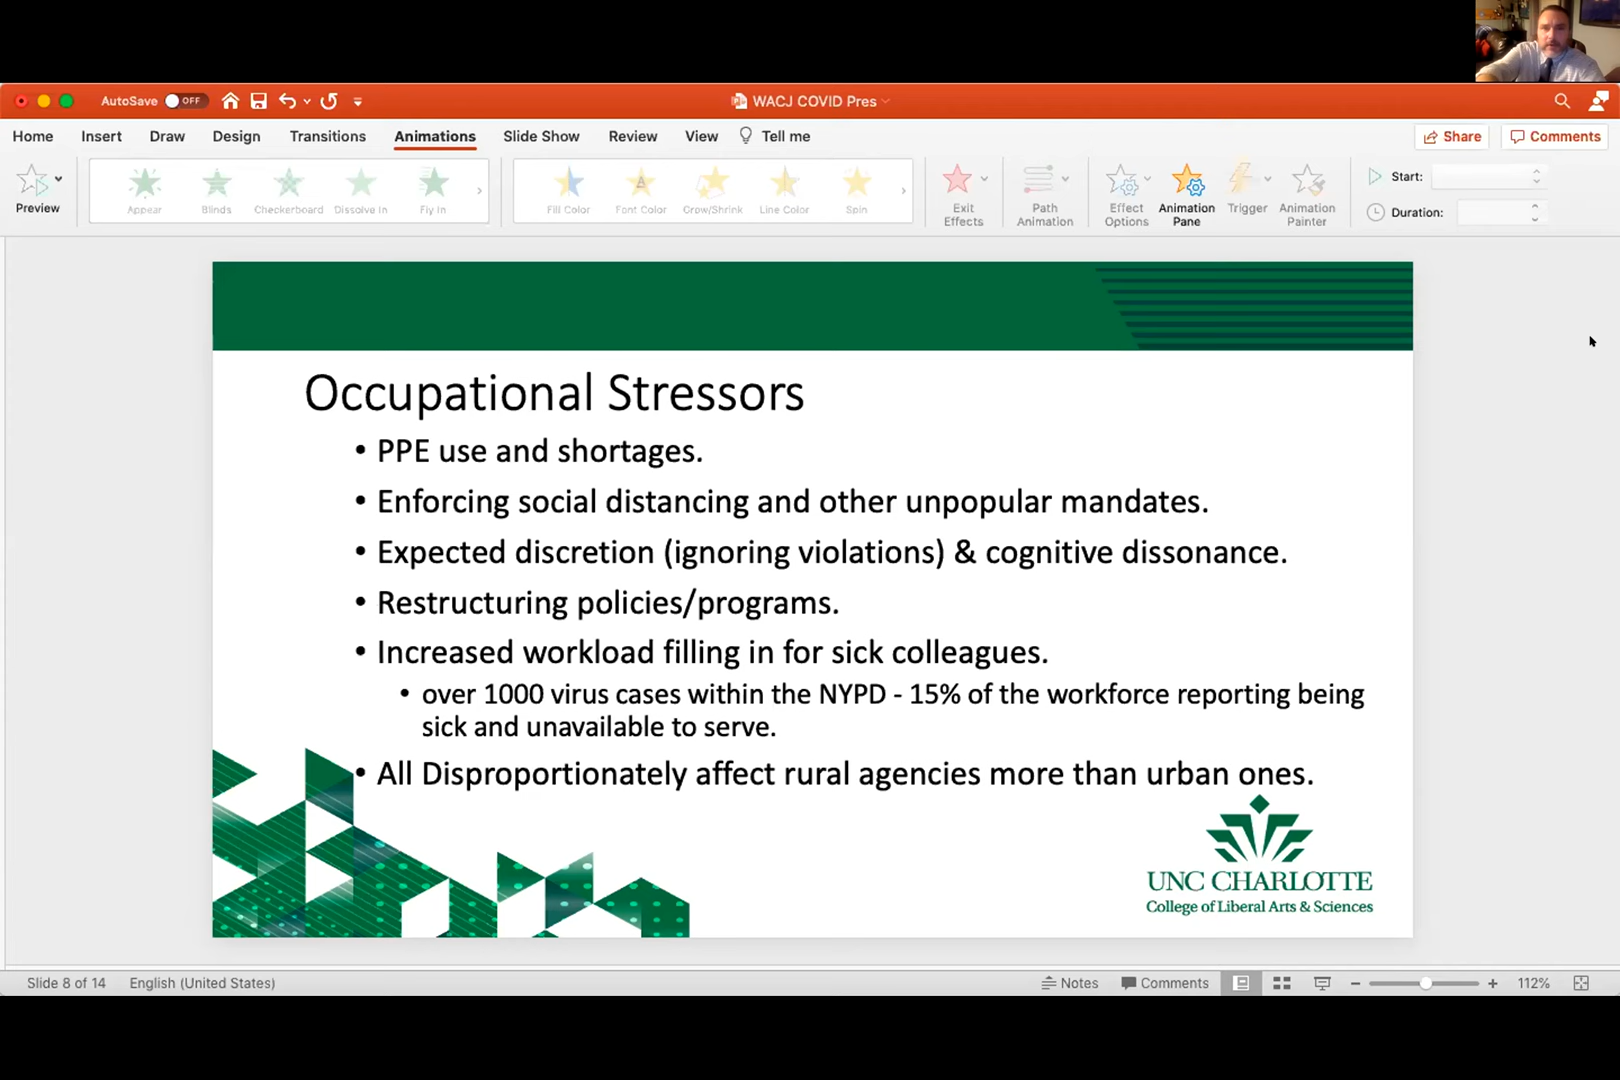 AutoSave OFF
WACJ COVID Pres
Home Insert Draw Design Transitions Animations Slide Show Review View Tell me
Share Comments
Preview
Appear Blinds Checkerboard Dissolve In Fly In
Fill Color Font Color Grow/Shrink Line Color Spin
Exit Effects
Path Animation
Effect Options
Animation Pane
Trigger
Animation Painter
Start:
Duration:
Occupational Stressors
• PPE use and shortages.
• Enforcing social distancing and other unpopular mandates.
• Expected discretion (ignoring violations) & cognitive dissonance.
• Restructuring policies/programs.
• Increased workload filling in for sick colleagues.
• over 1000 virus cases within the NYPD - 15% of the workforce reporting being
sick and unavailable to serve.
• All Disproportionately affect rural agencies more than urban ones.
UNC CHARLOTTE
College of Liberal Arts & Sciences
Slide 8 of 14 English (United States) Notes Comments 112%